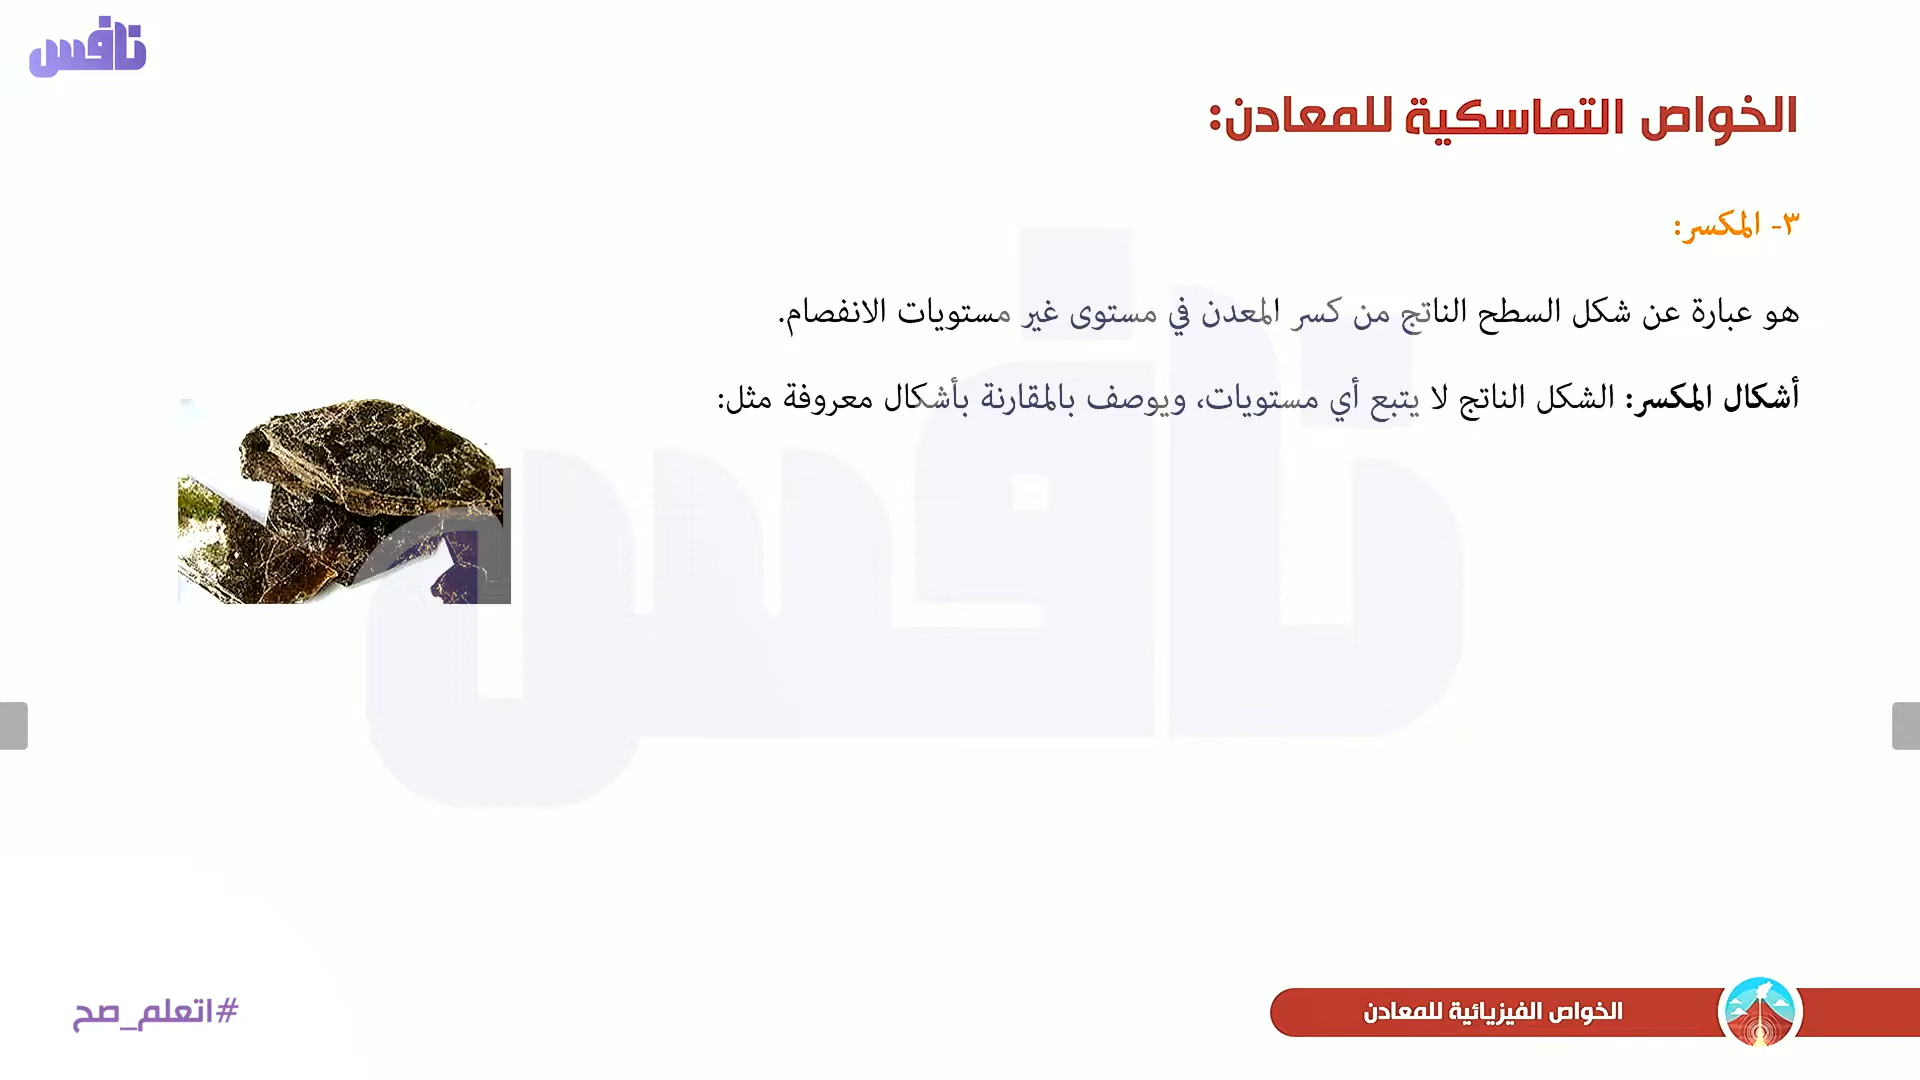 نافس
الخواص التماسكية للمعادن:
٣- المكسر:
هو عبارة عن شكل السطح الناتج من كسر المعدن في مستوى غير مستويات الانفصام.
أشكال المكسر: الشكل الناتج لا يتبع أي مستويات، ويوصف بالمقارنة بأشكال معروفة مثل:
نافس
الخواص الفيزيائية للمعادن
#اتعلم_صح